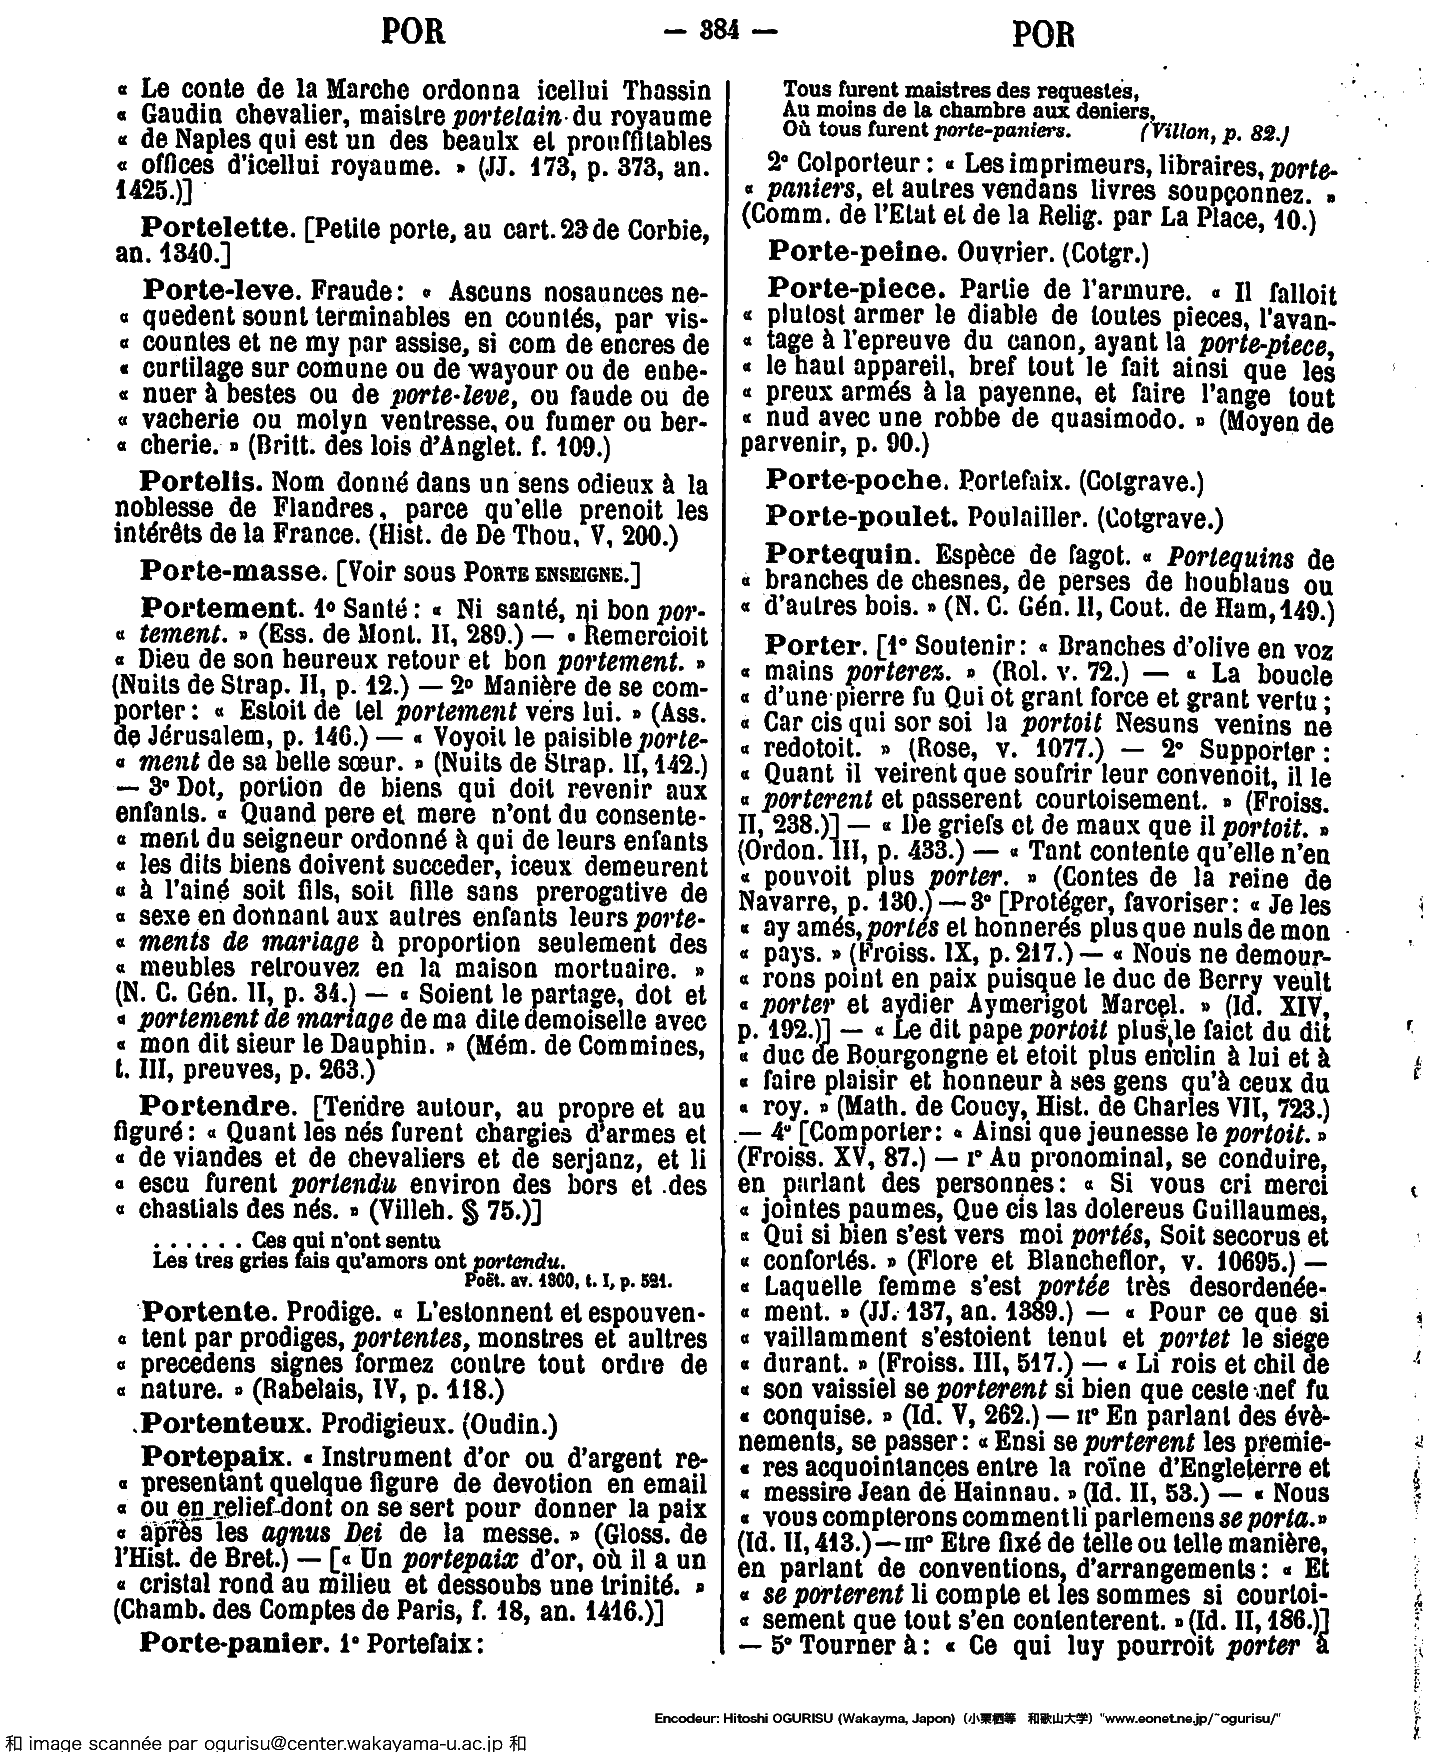 POR — 384 — POR
« Le conte de la Marche ordonna icellui Thassin
« Gaudin chevalier, maistre portelain du royaume
« de Naples qui est un des beaulx et prouffitables
« offices d'icellui royaume. » (JJ. 173, p. 373, an.
1425.)]
Portelette. [Petite porte, au cart. 23 de Corbie,
an. 1340.]
Porte-leve. Fraude : « Ascuns nosaunces ne-
« quedent sount terminables en countés, par vis-
« countes et ne my par assise, si com de encres de
« curtilage sur comune ou de wayour ou de enbe-
« nuer à bestes ou de porte-leve, ou faude ou de
« vacherie ou molyn ventresse, ou fumer ou ber-
« cherie. » (Britt. des lois d'Anglet. f. 109.)
Portelis. Nom donné dans un sens odieux à la
noblesse de Flandres, parce qu'elle prenoit les
intérêts de la France. (Hist. de De Thou, V, 200.)
Porte-masse. [Voir sous PORTE ENSEIGNE.]
Portement. 1º Santé : « Ni santé, ni bon por-
« tement. » (Ess. de Mont. II, 289.) — « Remercioit
« Dieu de son heureux retour et bon portement. »
(Nuits de Strap. II, p. 12.) — 2º Manière de se com-
porter : « Estoit de tel portement vers lui. » (Ass.
de Jérusalem, p. 146.) — « Voyoit le paisible porte-
« ment de sa belle sœur. » (Nuits de Strap. II, 142.)
— 3º Dot, portion de biens qui doit revenir aux
enfants. « Quand pere et mere n'ont du consente-
« ment du seigneur ordonné à qui de leurs enfants
« les dits biens doivent succeder, iceux demeurent
« à l'ainé soit fils, soit fille sans prerogative de
« sexe en donnant aux autres enfants leurs porte-
« ments de mariage à proportion seulement des
« meubles retrouvez en la maison mortuaire. »
(N. C. Gén. II, p. 34.) — « Soient le partage, dot et
« portement de mariage de ma dite demoiselle avec
« mon dit sieur le Dauphin. » (Mém. de Commines,
t. III, preuves, p. 263.)
Portendre. [Tendre autour, au propre et au
figuré : « Quant les nés furent chargies d'armes et
« de viandes et de chevaliers et de serjanz, et li
« escu furent portendu environ des bors et des
« chastials des nés. » (Villeh. § 75.)]
. . . . . . Ces qui n'ont sentu
Les tres gries fais qu'amors ont portendu.
Poët. av. 1300, t. I, p. 521.
Portente. Prodige. « L'estonnent et espouven-
« tent par prodiges, portentes, monstres et aultres
« precedens signes formez contre tout ordre de
« nature. » (Rabelais, IV, p. 118.)
Portenteux. Prodigieux. (Oudin.)
Portepaix. « Instrument d'or ou d'argent re-
« presentant quelque figure de devotion en email
« ou en relief dont on se sert pour donner la paix
« après les agnus Dei de la messe. » (Gloss. de
l'Hist. de Bret.) — [« Un portepaix d'or, où il a un
« cristal rond au milieu et dessoubs une trinité. »
(Chamb. des Comptes de Paris, f. 18, an. 1416.)]
Porte-panier. 1º Portefaix :
Tous furent maistres des requestes,
Au moins de la chambre aux deniers,
Où tous furent porte-paniers. (Villon, p. 82.)
2º Colporteur : « Les imprimeurs, libraires, porte-
« paniers, et autres vendans livres soupçonnez. »
(Comm. de l'Etat et de la Relig. par La Place, 10.)
Porte-peine. Ouvrier. (Cotgr.)
Porte-piece. Partie de l'armure. « Il falloit
« plutost armer le diable de toutes pieces, l'avan-
« tage à l'epreuve du canon, ayant la porte-piece,
« le haut appareil, bref tout le fait ainsi que les
« preux armés à la payenne, et faire l'ange tout
« nud avec une robbe de quasimodo. » (Moyen de
parvenir, p. 90.)
Porte-poche. Portefaix. (Cotgrave.)
Porte-poulet. Poulailler. (Cotgrave.)
Portequin. Espèce de fagot. « Portequins de
« branches de chesnes, de perses de houblaus ou
« d'autres bois. » (N. C. Gén. II, Cout. de Ham, 149.)
Porter. [1º Soutenir : « Branches d'olive en voz
« mains porterez. » (Rol. v. 72.) — « La boucle
« d'une pierre fu Qui ot grant force et grant vertu ;
« Car cis qui sor soi la portoit Nesuns venins ne
« redotoit. » (Rose, v. 1077.) — 2º Supporter :
« Quant il veirent que soufrir leur convenoit, il le
« porterent et passerent courtoisement. » (Froiss.
II, 238.)] — « De griefs et de maux que il portoit. »
(Ordon. III, p. 433.) — « Tant contente qu'elle n'en
« pouvoit plus porter. » (Contes de la reine de
Navarre, p. 130.) — 3º [Protéger, favoriser : « Je les
« ay amés, portés et honnerés plus que nuls de mon
« pays. » (Froiss. IX, p. 217.) — « Nous ne demour-
« rons point en paix puisque le duc de Berry veult
« porter et aydier Aymerigot Marcel. » (Id. XIV,
p. 192.)] — « Le dit pape portoit plus le faict du dit
« duc de Bourgongne et etoit plus enclin à lui et à
« faire plaisir et honneur à ses gens qu'à ceux du
« roy. » (Math. de Coucy, Hist. de Charles VII, 723.)
— 4º [Comporter : « Ainsi que jeunesse le portoit. »
(Froiss. XV, 87.) — Iº Au pronominal, se conduire,
en parlant des personnes : « Si vous cri merci
« jointes paumes, Que cis las dolereus Guillaumes,
« Qui si bien s'est vers moi portés, Soit secorus et
« confortés. » (Flore et Blancheflor, v. 10695.) —
« Laquelle femme s'est portée très desordenée-
« ment. » (JJ. 137, an. 1389.) — « Pour ce que si
« vaillamment s'estoient tenut et portet le siege
« durant. » (Froiss. III, 517.) — « Li rois et chil de
« son vaissiel se porterent si bien que ceste nef fu
« conquise. » (Id. V, 262.) — IIº En parlant des évè-
nements, se passer : « Ensi se porterent les premie-
« res acquointances entre la roïne d'Engleterre et
« messire Jean de Hainnau. » (Id. II, 53.) — « Nous
« vous compterons comment li parlemens se porta. »
(Id. II, 413.) — IIIº Etre fixé de telle ou telle manière,
en parlant de conventions, d'arrangements : « Et
« se porterent li compte et les sommes si courtoi-
« sement que tout s'en contenterent. » (Id. II, 186.)]
— 5º Tourner à : « Ce qui luy pourroit porter à
Encodeur: Hitoshi OGURISU (Wakayma, Japon) (小栗栖等 和歌山大学) "www.eonet.ne.jp/~ogurisu/"
和 image scannée par ogurisu@center.wakayama-u.ac.jp 和